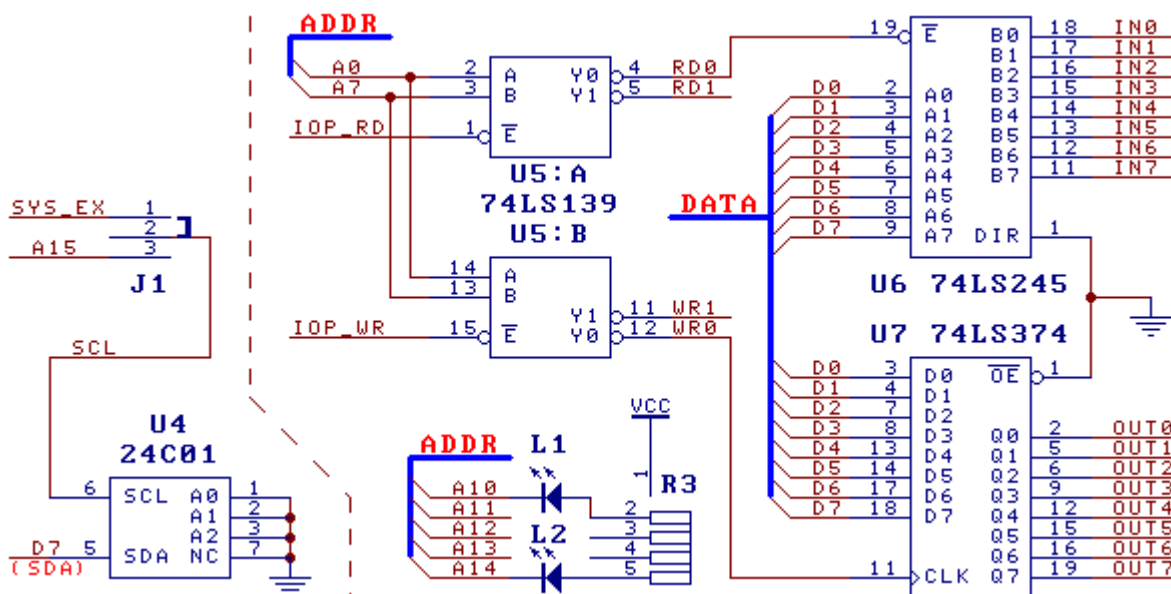 ADDR
A0 2 A Y0 4 RD0
A7 3 B Y1 5 RD1
IOP_RD 1 E
U5:A
74LS139
U5:B
14 A
13 B
Y1 11 WR1
IOP_WR 15 E Y0 12 WR0
SYS_EX 1
2
A15 3
J1
SCL
U4
24C01
6 SCL A0 1
A1 2
A2 3
D7 5 SDA NC 7
(SDA)
ADDR
L1
A10
A11
A12
L2
A13
A14
VCC
1
R3
2
3
4
5
DATA
19 E B0 18 IN0
B1 17 IN1
B2 16 IN2
D0 2 A0 B3 15 IN3
D1 3 A1 B4 14 IN4
D2 4 A2 B5 13 IN5
D3 5 A3 B6 12 IN6
D4 6 A4 B7 11 IN7
D5 7 A5
D6 8 A6
D7 9 A7 DIR 1
U6 74LS245
U7 74LS374
D0 3 D0 OE 1
D1 4 D1
D2 7 D2
D3 8 D3 Q0 2 OUT0
D4 13 D4 Q1 5 OUT1
D5 14 D5 Q2 6 OUT2
D6 17 D6 Q3 9 OUT3
D7 18 D7 Q4 12 OUT4
Q5 15 OUT5
Q6 16 OUT6
11 CLK Q7 19 OUT7